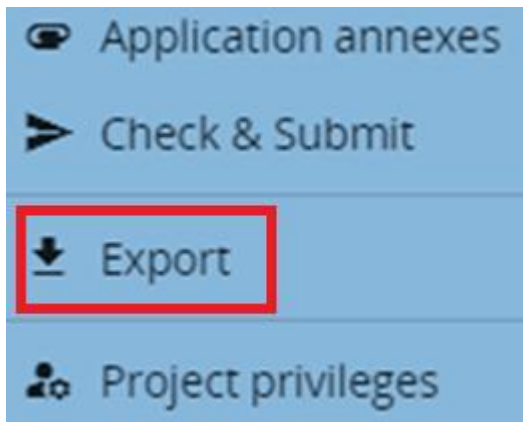 Application annexes
Check & Submit
Export
Project privileges